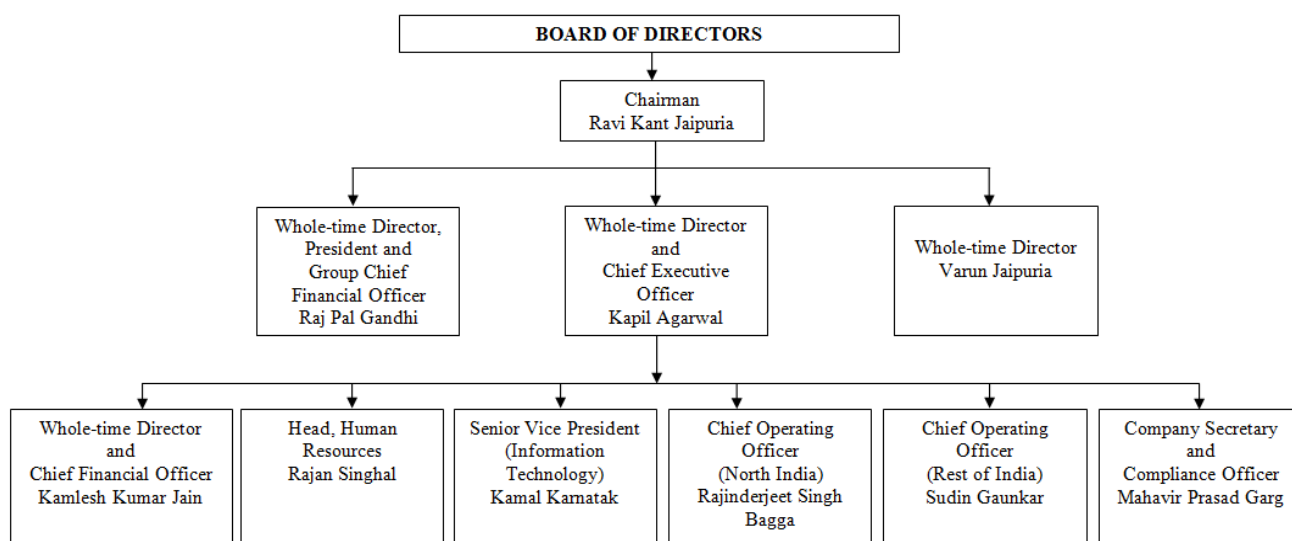 BOARD OF DIRECTORS
Chairman
Ravi Kant Jaipuria
Whole-time Director,
President and
Group Chief
Financial Officer
Raj Pal Gandhi
Whole-time Director
and
Chief Executive
Officer
Kapil Agarwal
Whole-time Director
Varun Jaipuria
Whole-time Director
and
Chief Financial Officer
Kamlesh Kumar Jain
Head, Human
Resources
Rajan Singhal
Senior Vice President
(Information
Technology)
Kamal Karnatak
Chief Operating
Officer
(North India)
Rajinderjeet Singh
Bagga
Chief Operating
Officer
(Rest of India)
Sudin Gaunkar
Company Secretary
and
Compliance Officer
Mahavir Prasad Garg